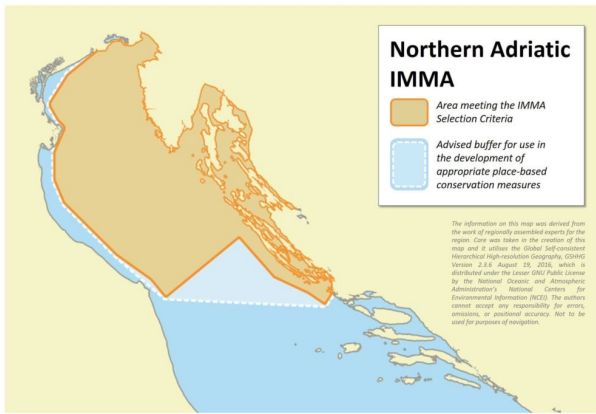 Northern Adriatic
IMMA
Area meeting the IMMA
Selection Criteria
Advised buffer for use in
the development of
appropriate place-based
conservation measures
The information on this map was derived from
the work of regionally assembled experts for the
region. Care was taken in the creation of this
map and it utilises the Global Self-consistent
Hierarchical High-resolution Geography, GSHHG
Version 2.3.6 August 19, 2016, which is
distributed under the Lesser GNU Public License
by the National Oceanic and Atmospheric
Administration's National Centers for
Environmental Information (NCEI). The authors
cannot accept any responsibility for errors,
omissions, or positional accuracy. Not to be
used for purposes of navigation.